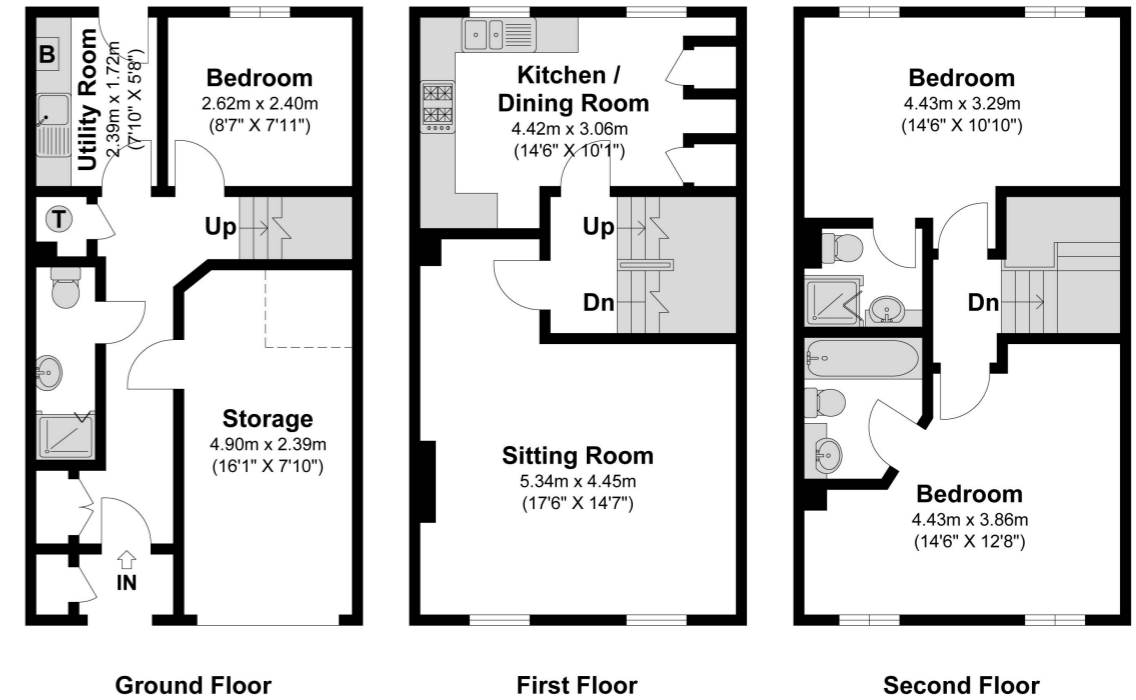 B
Utility Room
2.39m x 1.72m
(7'10" X 5'8")
Bedroom
2.62m x 2.40m
(8'7" X 7'11")
T
Up
Storage
4.90m x 2.39m
(16'1" X 7'10")
IN
Ground Floor
Kitchen /
Dining Room
4.42m x 3.06m
(14'6" X 10'1")
Up
Dn
Sitting Room
5.34m x 4.45m
(17'6" X 14'7")
First Floor
Bedroom
4.43m x 3.29m
(14'6" X 10'10")
Dn
Bedroom
4.43m x 3.86m
(14'6" X 12'8")
Second Floor